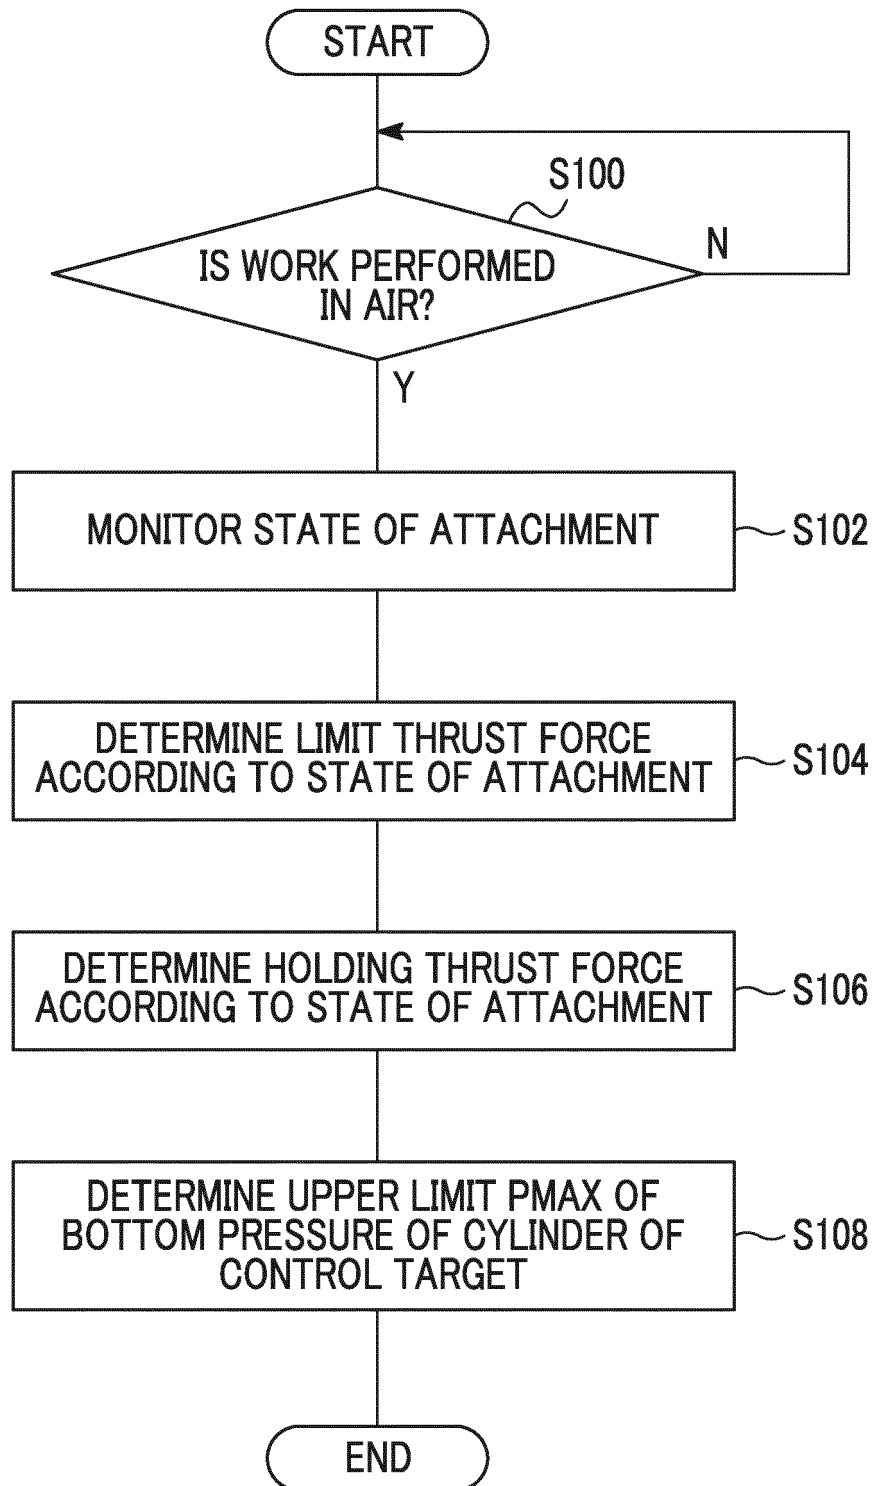 START
S100
IS WORK PERFORMED
IN AIR?
N
Y
MONITOR STATE OF ATTACHMENT
S102
DETERMINE LIMIT THRUST FORCE
ACCORDING TO STATE OF ATTACHMENT
S104
DETERMINE HOLDING THRUST FORCE
ACCORDING TO STATE OF ATTACHMENT
S106
DETERMINE UPPER LIMIT PMAX OF
BOTTOM PRESSURE OF CYLINDER OF
CONTROL TARGET
S108
END